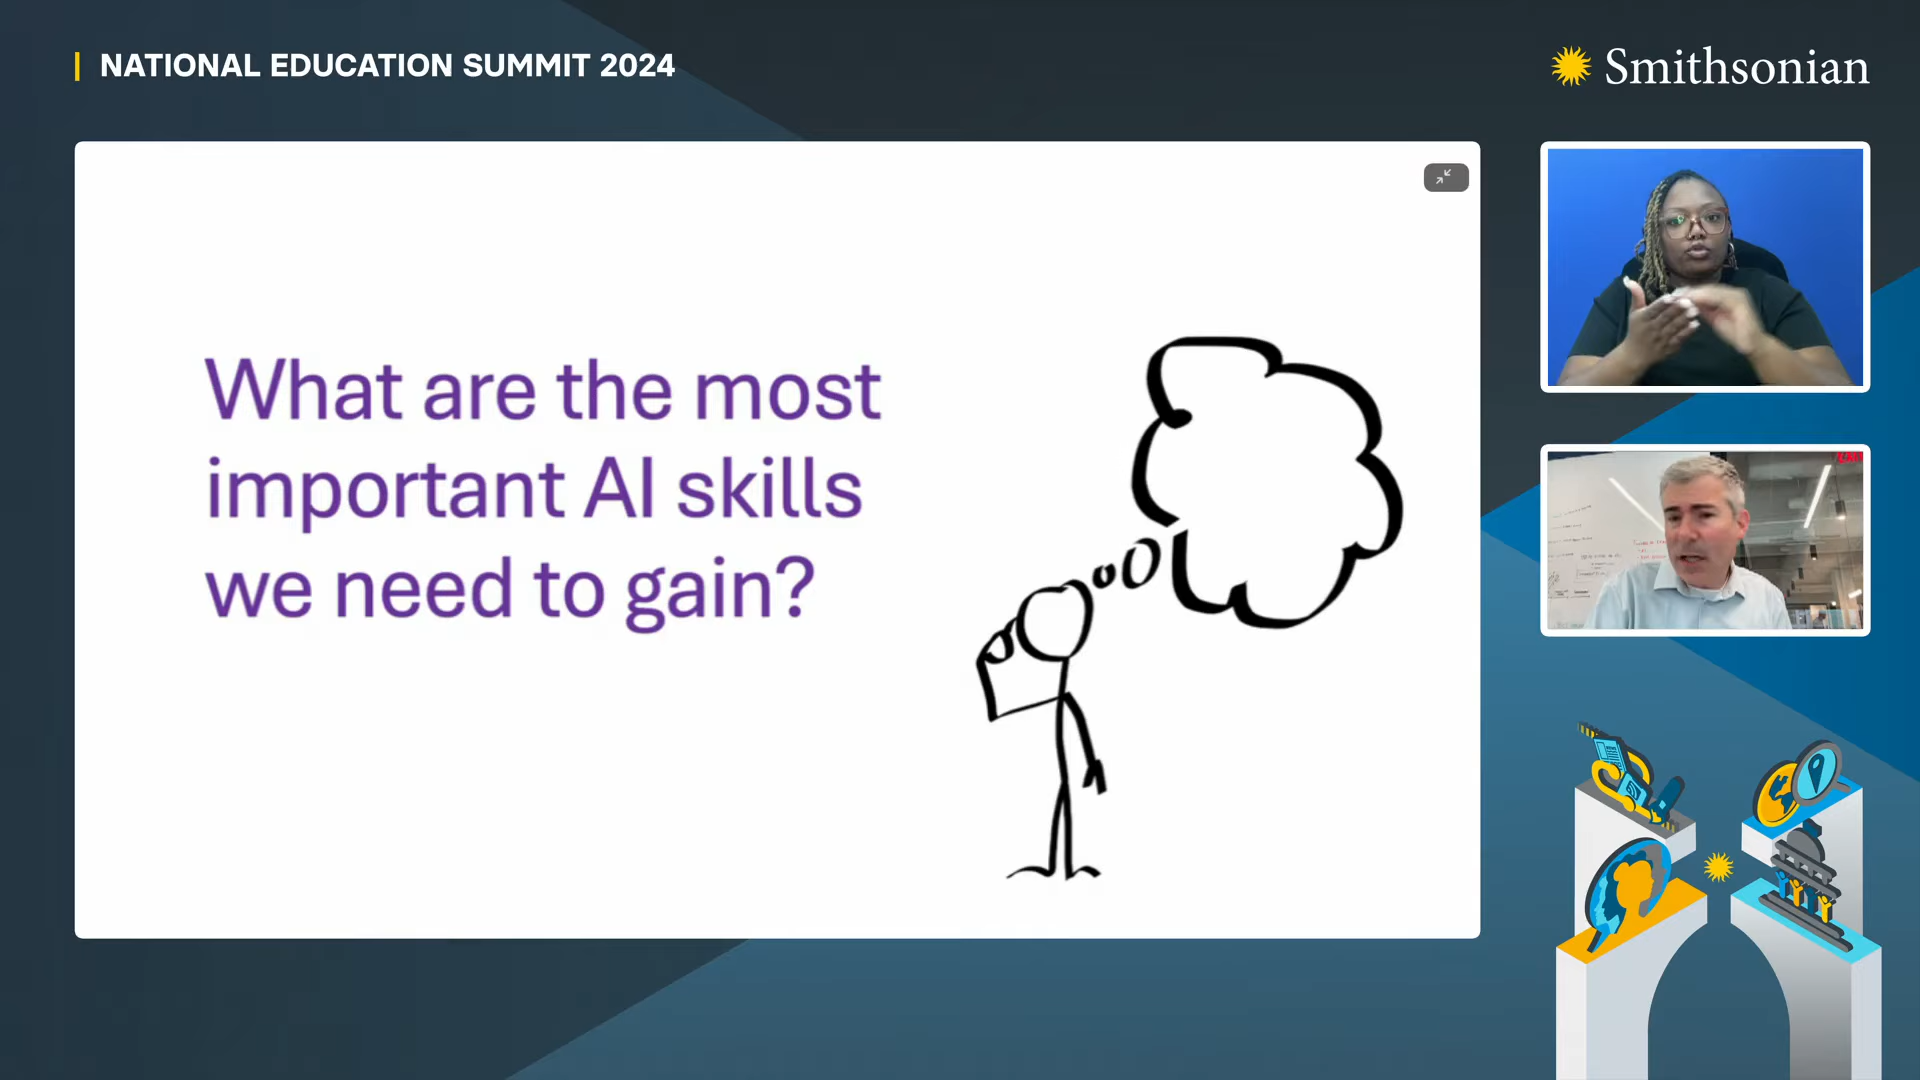 NATIONAL EDUCATION SUMMIT 2024
Smithsonian
What are the most
important AI skills
we need to gain?